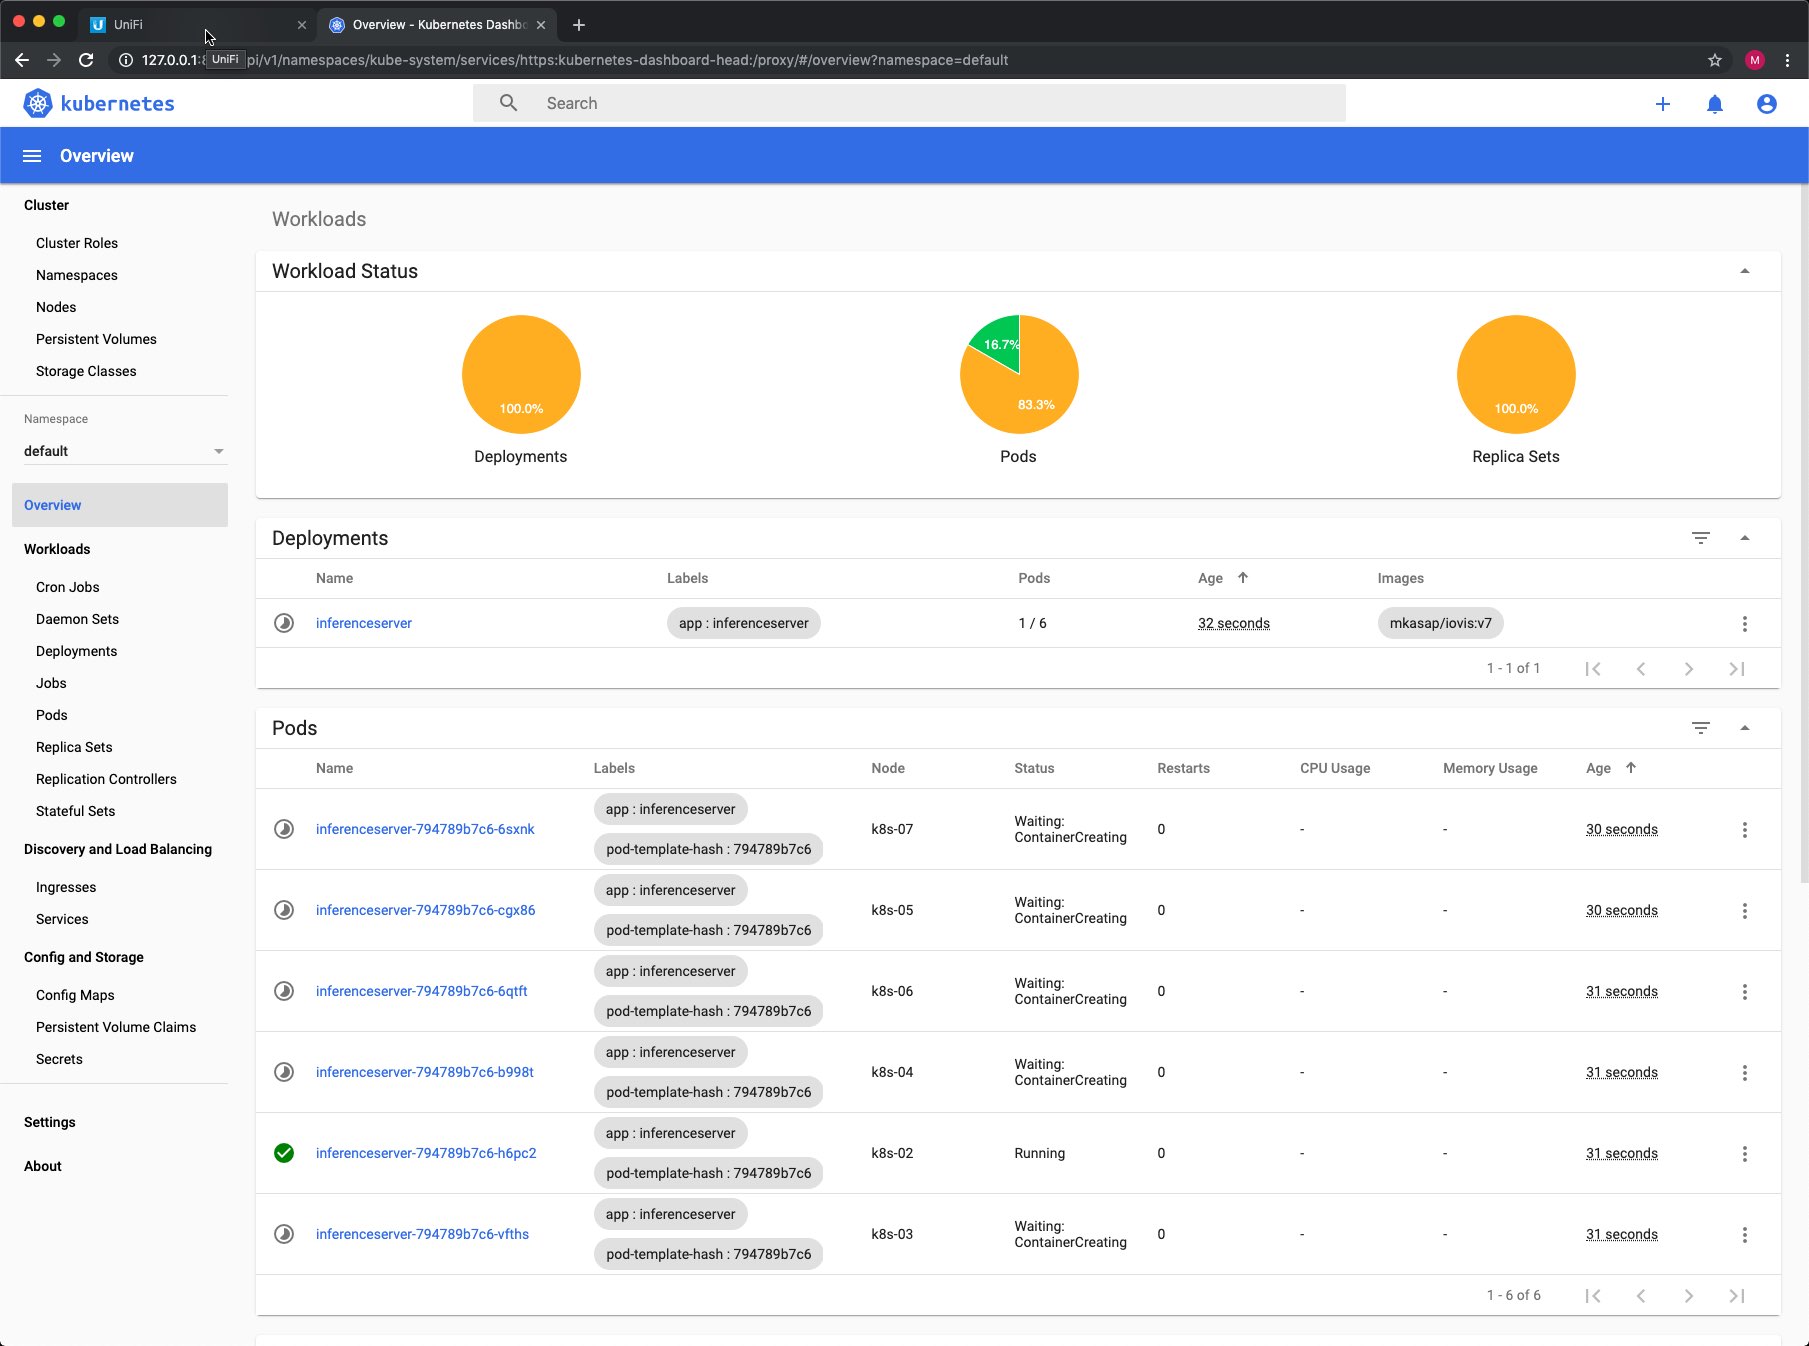 UniFi
Overview - Kubernetes Dashbo
127.0.0.1:8
UniFi
pi/v1/namespaces/kube-system/services/https:kubernetes-dashboard-head:/proxy/#/overview?namespace=default
M
kubernetes
Search
Overview
Cluster
Cluster Roles
Namespaces
Nodes
Persistent Volumes
Storage Classes
Namespace
default
Overview
Workloads
Cron Jobs
Daemon Sets
Deployments
Jobs
Pods
Replica Sets
Replication Controllers
Stateful Sets
Discovery and Load Balancing
Ingresses
Services
Config and Storage
Config Maps
Persistent Volume Claims
Secrets
Settings
About
Workloads
Workload Status
100.0%
16.7%
83.3%
100.0%
Deployments
Pods
Replica Sets
Deployments
Name Labels Pods Age Images
inferenceserver app : inferenceserver 1 / 6 32 seconds mkasap/iovis:v7
1 - 1 of 1
Pods
Name Labels Node Status Restarts CPU Usage Memory Usage Age
app : inferenceserver
inferenceserver-794789b7c6-6sxnk k8s-07 Waiting: ContainerCreating 0 - - 30 seconds
pod-template-hash : 794789b7c6
app : inferenceserver
inferenceserver-794789b7c6-cgx86 k8s-05 Waiting: ContainerCreating 0 - - 30 seconds
pod-template-hash : 794789b7c6
app : inferenceserver
inferenceserver-794789b7c6-6qtft k8s-06 Waiting: ContainerCreating 0 - - 31 seconds
pod-template-hash : 794789b7c6
app : inferenceserver
inferenceserver-794789b7c6-b998t k8s-04 Waiting: ContainerCreating 0 - - 31 seconds
pod-template-hash : 794789b7c6
app : inferenceserver
inferenceserver-794789b7c6-h6pc2 k8s-02 Running 0 - - 31 seconds
pod-template-hash : 794789b7c6
app : inferenceserver
inferenceserver-794789b7c6-vfths k8s-03 Waiting: ContainerCreating 0 - - 31 seconds
pod-template-hash : 794789b7c6
1 - 6 of 6